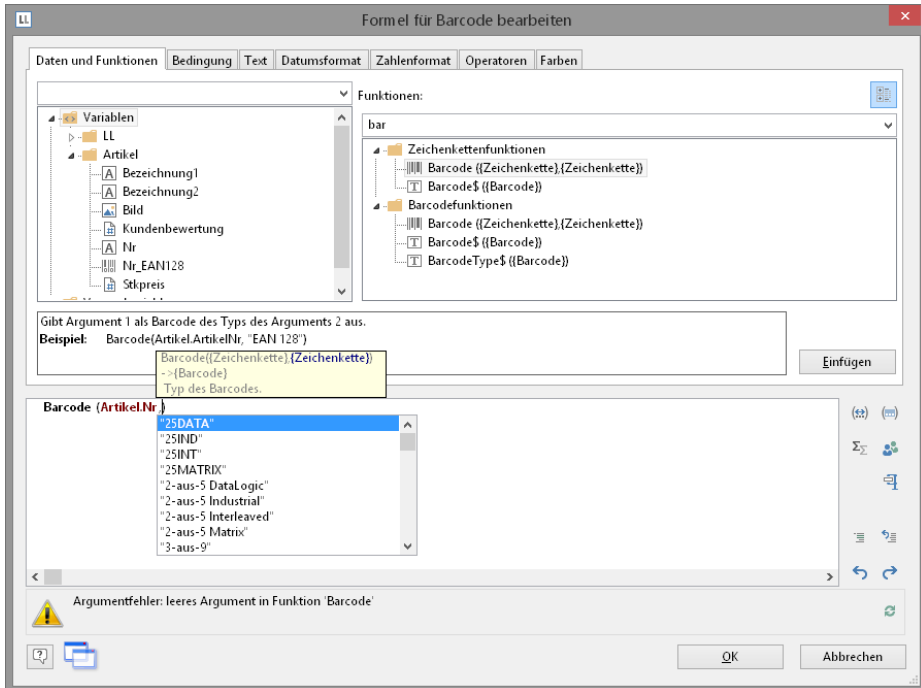 LL
Formel für Barcode bearbeiten
Daten und Funktionen Bedingung Text Datumsformat Zahlenformat Operatoren Farben
Funktionen:
bar
Variablen
LL
Artikel
A Bezeichnung1
A Bezeichnung2
Bild
# Kundenbewertung
A Nr
Nr_EAN128
# Stkpreis
Zeichenkettenfunktionen
Barcode ({Zeichenkette},{Zeichenkette})
T Barcode$ ({Barcode})
Barcodefunktionen
Barcode ({Zeichenkette},{Zeichenkette})
T Barcode$ ({Barcode})
T BarcodeType$ ({Barcode})
Gibt Argument 1 als Barcode des Typs des Arguments 2 aus.
Beispiel: Barcode(Artikel.ArtikelNr, "EAN 128")
Einfügen
Barcode({Zeichenkette},{Zeichenkette})
->{Barcode}
Typ des Barcodes.
Barcode (Artikel.Nr,)
"25DATA"
"25IND"
"25INT"
"25MATRIX"
"2-aus-5 DataLogic"
"2-aus-5 Industrial"
"2-aus-5 Interleaved"
"2-aus-5 Matrix"
"3-aus-9"
Argumentfehler: leeres Argument in Funktion 'Barcode'
OK Abbrechen